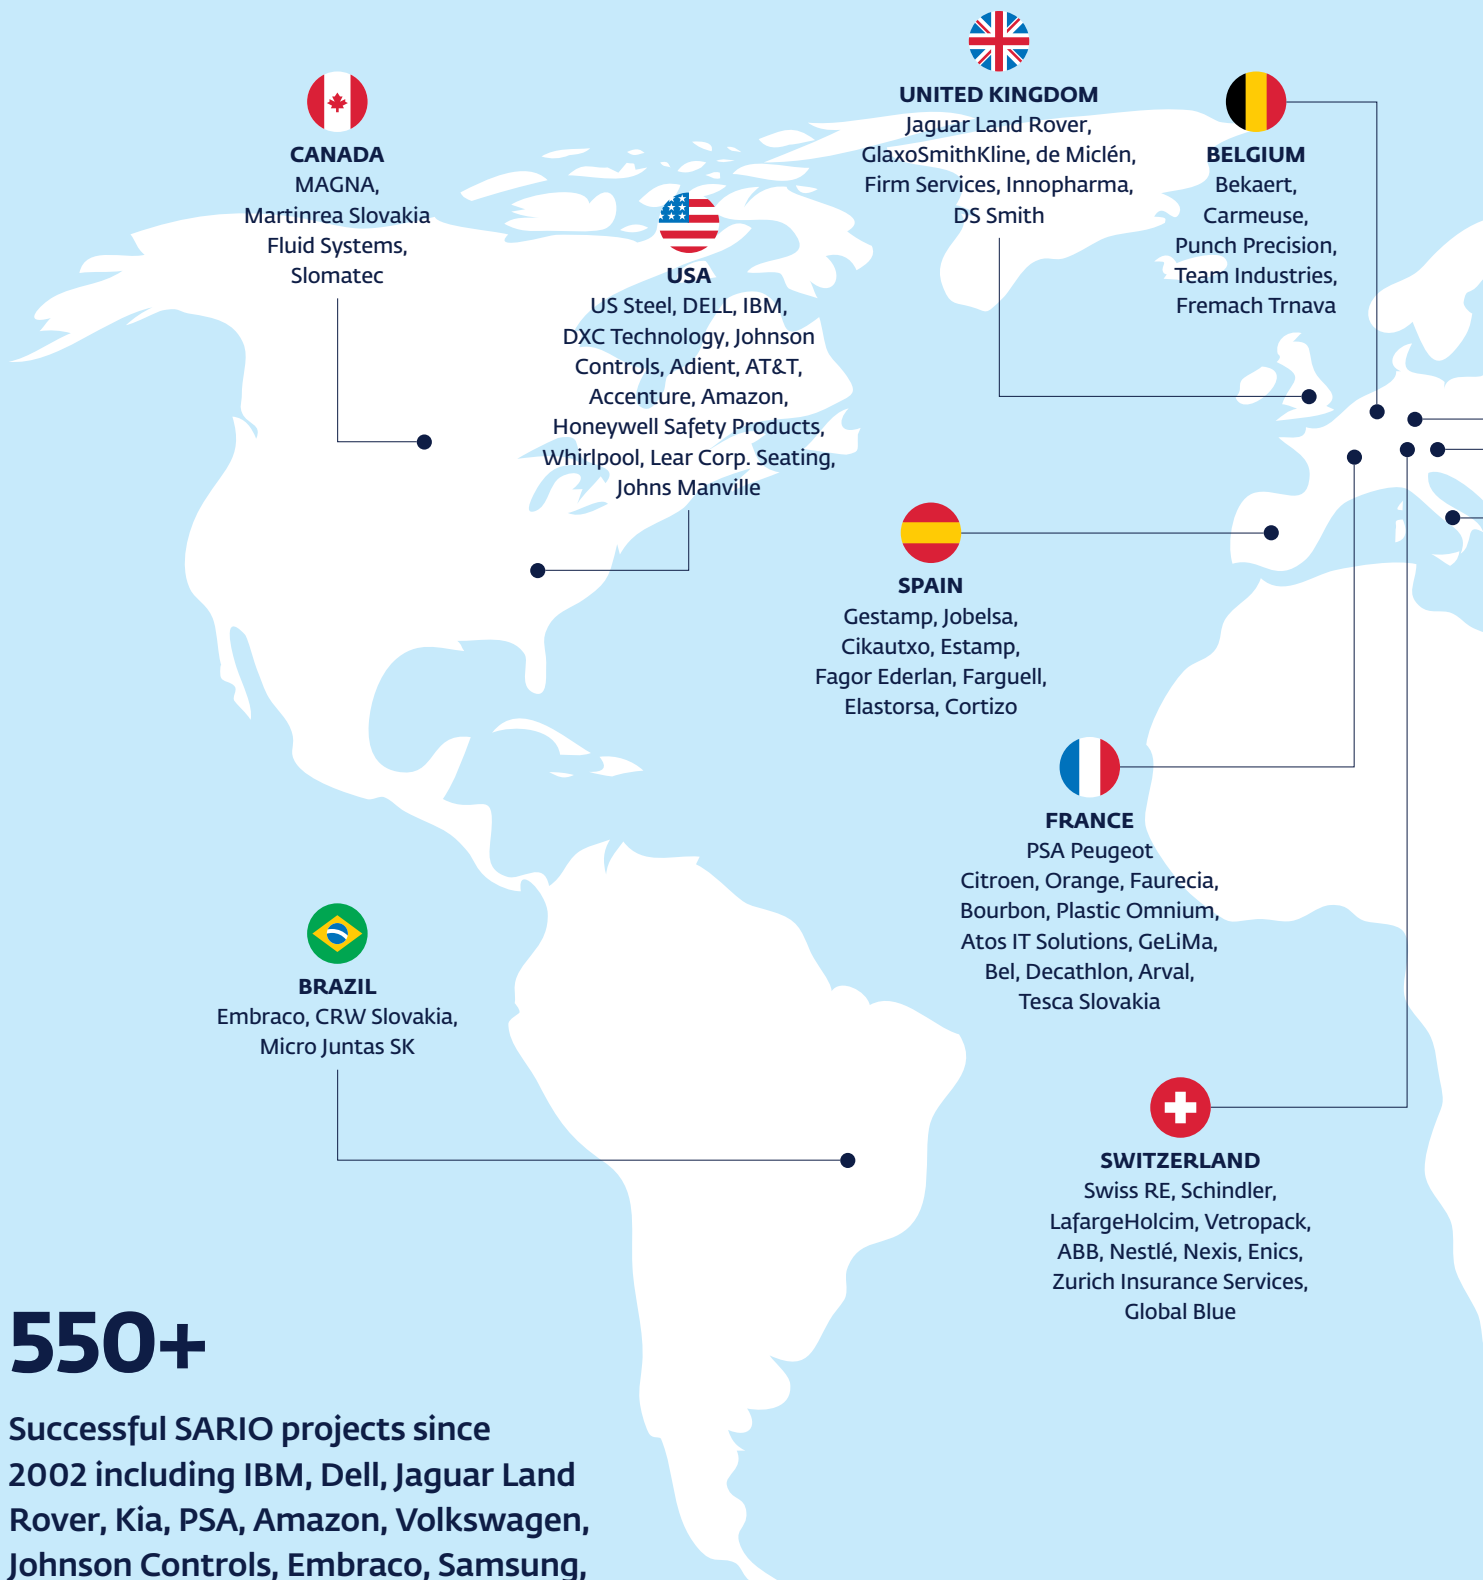 UNITED KINGDOM
Jaguar Land Rover,
GlaxoSmithKline, de Miclén,
Firm Services, Innopharma,
DS Smith
CANADA
MAGNA,
Martinrea Slovakia
Fluid Systems,
Slomatec
BELGIUM
Bekaert,
Carmeuse,
Punch Precision,
Team Industries,
Fremach Trnava
USA
US Steel, DELL, IBM,
DXC Technology, Johnson
Controls, Adient, AT&T,
Accenture, Amazon,
Honeywell Safety Products,
Whirlpool, Lear Corp. Seating,
Johns Manville
SPAIN
Gestamp, Jobelsa,
Cikautxo, Estamp,
Fagor Ederlan, Farguell,
Elastorsa, Cortizo
FRANCE
PSA Peugeot
Citroen, Orange, Faurecia,
Bourbon, Plastic Omnium,
Atos IT Solutions, GeLiMa,
Bel, Decathlon, Arval,
Tesca Slovakia
BRAZIL
Embraco, CRW Slovakia,
Micro Juntas SK
SWITZERLAND
Swiss RE, Schindler,
LafargeHolcim, Vetropack,
ABB, Nestlé, Nexis, Enics,
Zurich Insurance Services,
Global Blue
550+
Successful SARIO projects since
2002 including IBM, Dell, Jaguar Land
Rover, Kia, PSA, Amazon, Volkswagen,
Johnson Controls, Embraco, Samsung,